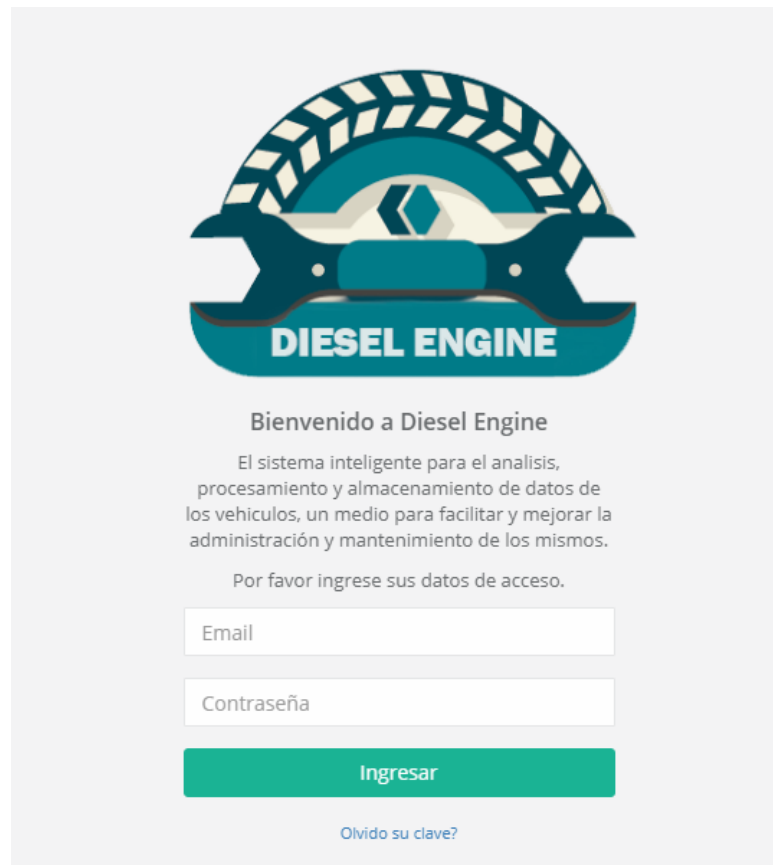 DIESEL ENGINE
Bienvenido a Diesel Engine
El sistema inteligente para el analisis,
procesamiento y almacenamiento de datos de
los vehiculos, un medio para facilitar y mejorar la
administración y mantenimiento de los mismos.
Por favor ingrese sus datos de acceso.
Email
Contraseña
Ingresar
Olvido su clave?